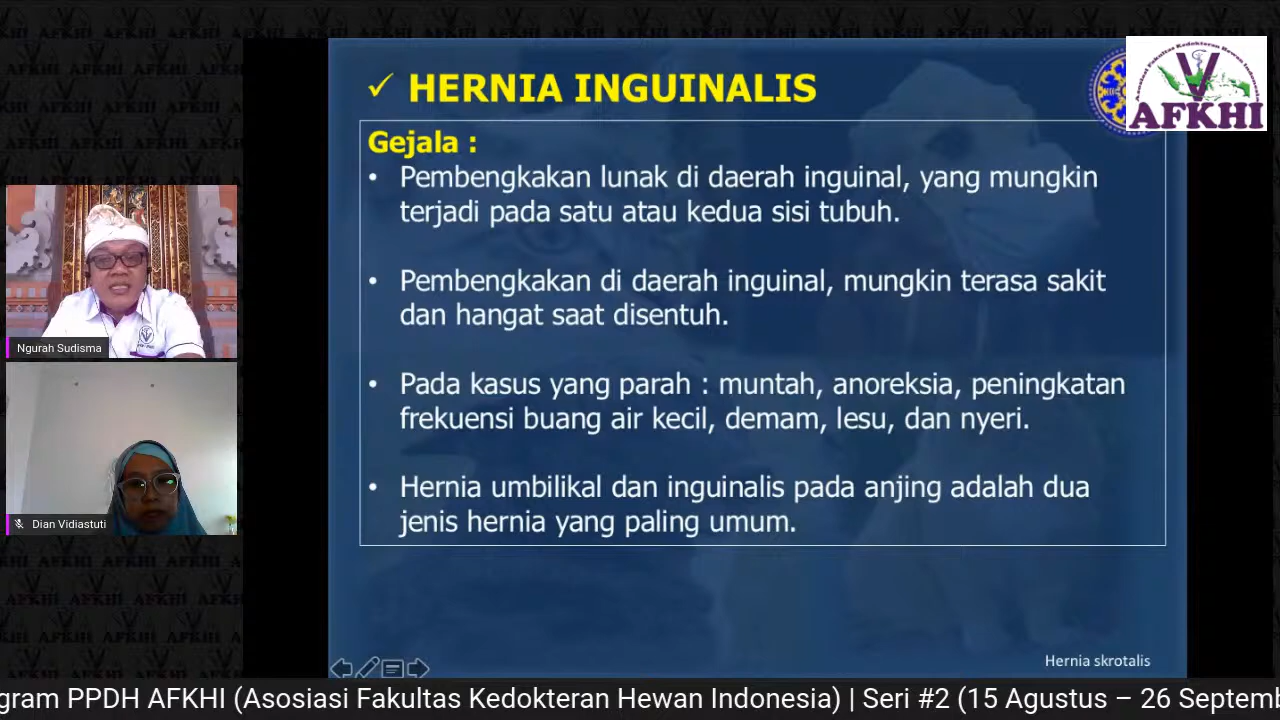 ✓ HERNIA INGUINALIS
Gejala :
• Pembengkakan lunak di daerah inguinal, yang mungkin
terjadi pada satu atau kedua sisi tubuh.
• Pembengkakan di daerah inguinal, mungkin terasa sakit
dan hangat saat disentuh.
• Pada kasus yang parah : muntah, anoreksia, peningkatan
frekuensi buang air kecil, demam, lesu, dan nyeri.
• Hernia umbilikal dan inguinalis pada anjing adalah dua
jenis hernia yang paling umum.
Hernia skrotalis
AFKHI
Ngurah Sudisma
Dian Vidiastuti
gram PPDH AFKHI (Asosiasi Fakultas Kedokteran Hewan Indonesia) | Seri #2 (15 Agustus – 26 Septemb